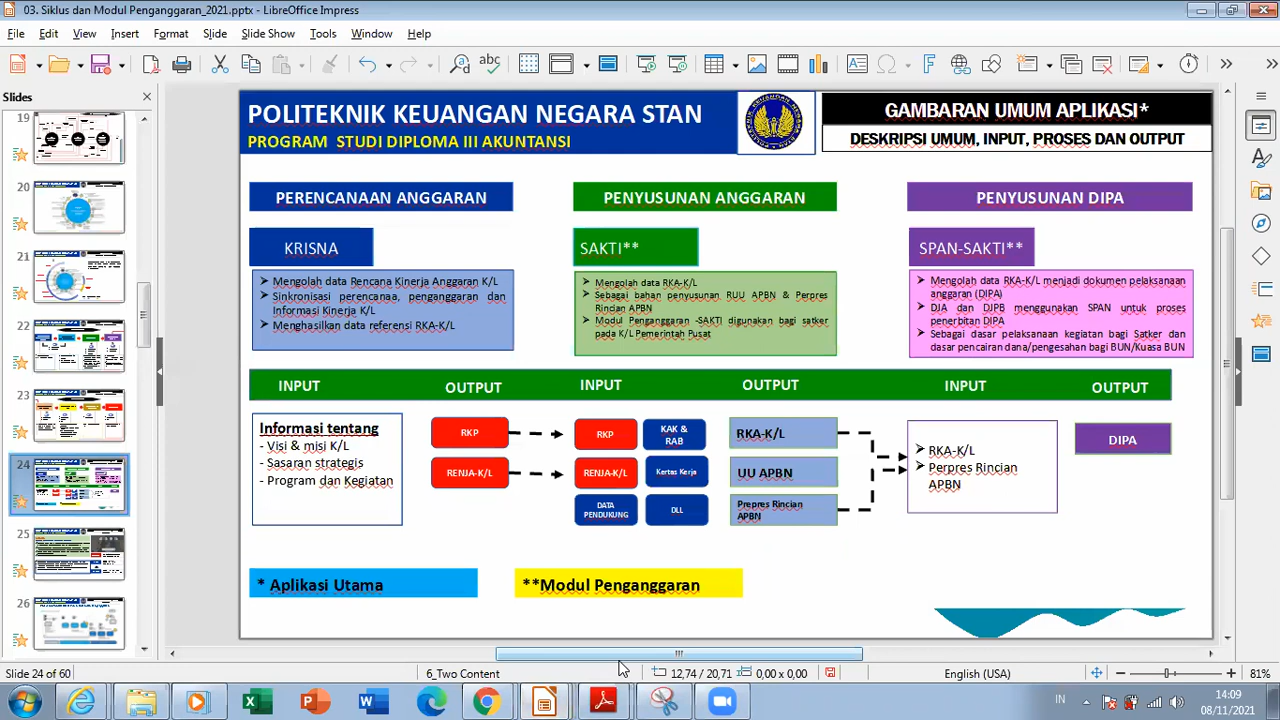 03. Siklus dan Modul Penganggaran_2021.pptx - LibreOffice Impress
File Edit View Insert Format Slide Slide Show Tools Window Help
Slides
19
20
21
22
23
24
25
26
POLITEKNIK KEUANGAN NEGARA STAN
PROGRAM STUDI DIPLOMA III AKUNTANSI
GAMBARAN UMUM APLIKASI*
DESKRIPSI UMUM, INPUT, PROSES DAN OUTPUT
PERENCANAAN ANGGARAN
KRISNA
Mengolah data Rencana Kinerja Anggaran K/L
Sinkronisasi perencanaa, penganggaran dan
Informasi Kinerja K/L
Menghasilkan data referensi RKA-K/L
PENYUSUNAN ANGGARAN
SAKTI**
Mengolah data RKA-K/L
Sebagai bahan penyusunan RUU APBN & Perpres
Rincian APBN
Modul Penganggaran -SAKTI digunakan bagi satker
pada K/L Pemerintah Pusat
PENYUSUNAN DIPA
SPAN-SAKTI**
Mengolah data RKA-K/L menjadi dokumen pelaksanaan
anggaran (DIPA)
DJA dan DJPB menggunakan SPAN untuk proses
penerbitan DIPA
Sebagai dasar pelaksanaan kegiatan bagi Satker dan
dasar pencairan dana/pengesahan bagi BUN/Kuasa BUN
INPUT OUTPUT INPUT OUTPUT INPUT OUTPUT
Informasi tentang
- Visi & misi K/L
- Sasaran strategis
- Program dan Kegiatan
RKP
RENJA-K/L
RKP
RENJA-K/L
DATA
PENDUKUNG
KAK &
RAB
Kertas Kerja
DLL
RKA-K/L
UU APBN
Prepres Rincian
APBN
RKA-K/L
Perpres Rincian
APBN
DIPA
* Aplikasi Utama
**Modul Penganggaran
Slide 24 of 60
6_Two Content
12,74 / 20,71
0,00 x 0,00
English (USA)
81%
IN
14:09
08/11/2021